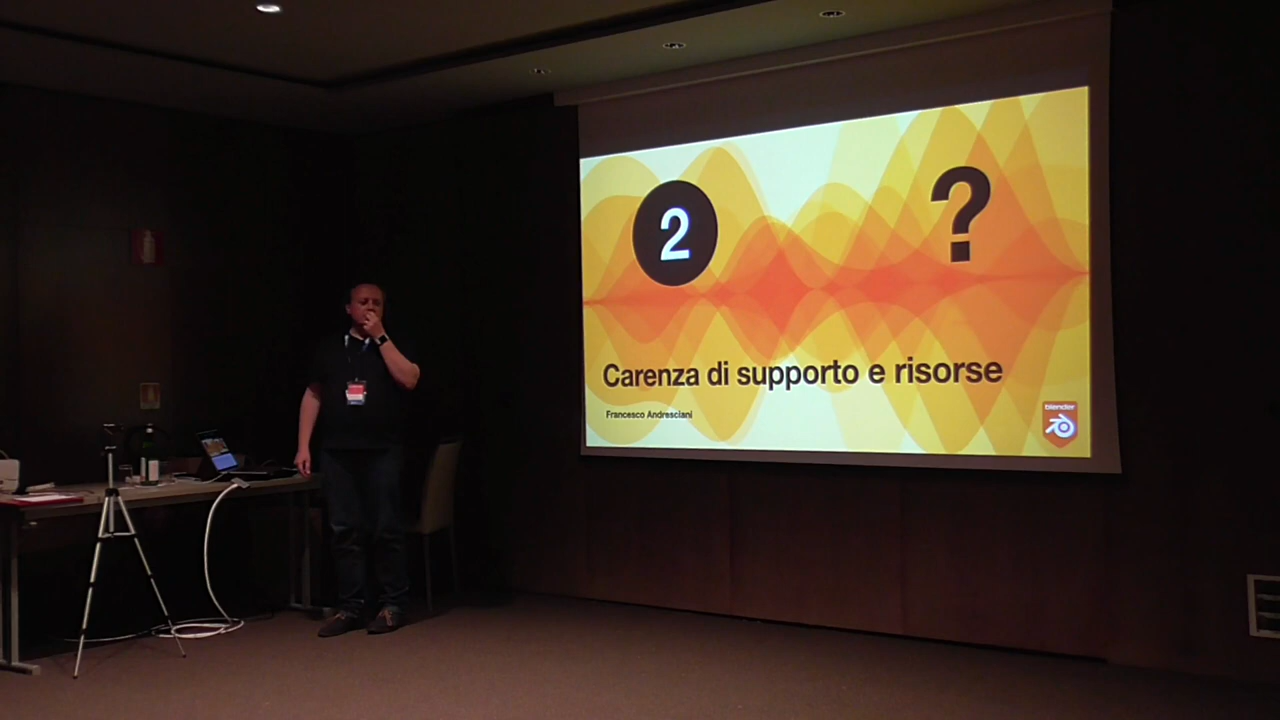 2
?
Carenza di supporto e risorse
Francesco Andresciani
blender